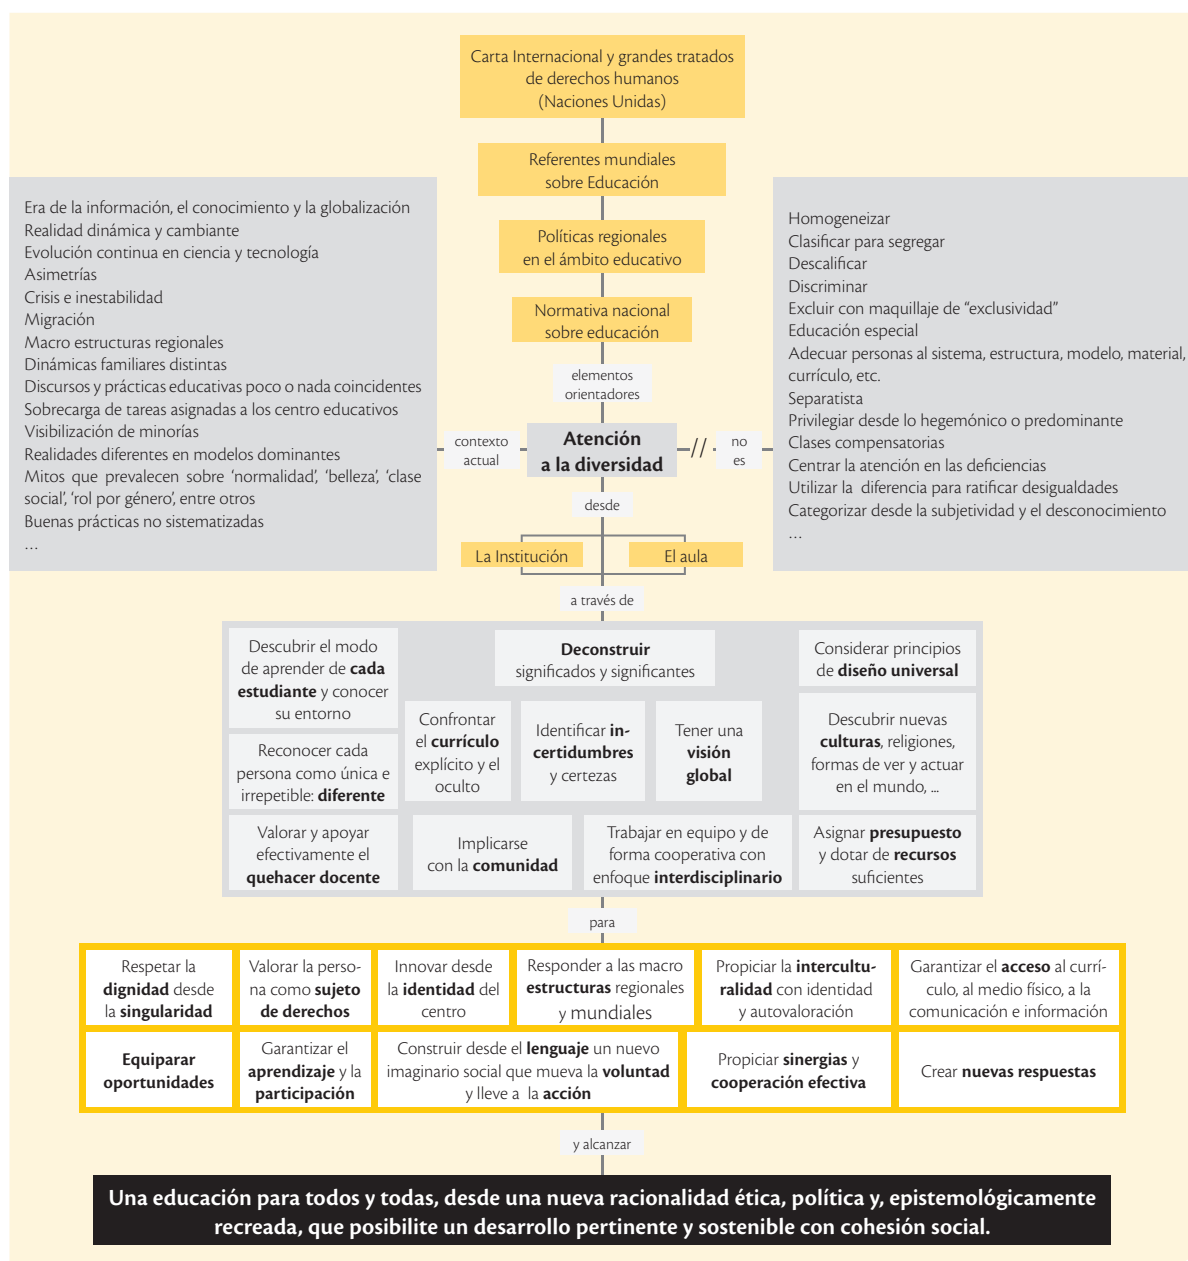 Carta Internacional y grandes tratados
de derechos humanos
(Naciones Unidas)
Referentes mundiales
sobre Educación
Políticas regionales
en el ámbito educativo
Normativa nacional
sobre educación
elementos
orientadores
Era de la información, el conocimiento y la globalización
Realidad dinámica y cambiante
Evolución continua en ciencia y tecnología
Asimetrías
Crisis e inestabilidad
Migración
Macro estructuras regionales
Dinámicas familiares distintas
Discursos y prácticas educativas poco o nada coincidentes
Sobrecarga de tareas asignadas a los centro educativos
Visibilización de minorías
Realidades diferentes en modelos dominantes
Mitos que prevalecen sobre ‘normalidad’, ‘belleza’, ‘clase
social’, ‘rol por género’, entre otros
Buenas prácticas no sistematizadas
...
contexto
actual
Atención
a la diversidad
//
no
es
Homogeneizar
Clasificar para segregar
Descalificar
Discriminar
Excluir con maquillaje de “exclusividad”
Educación especial
Adecuar personas al sistema, estructura, modelo, material,
currículo, etc.
Separatista
Privilegiar desde lo hegemónico o predominante
Clases compensatorias
Centrar la atención en las deficiencias
Utilizar la diferencia para ratificar desigualdades
Categorizar desde la subjetividad y el desconocimiento
...
desde
La Institución
El aula
a través de
Descubrir el modo
de aprender de cada
estudiante y conocer
su entorno
Deconstruir
significados y significantes
Considerar principios
de diseño universal
Reconocer cada
persona como única e
irrepetible: diferente
Confrontar
el currículo
explícito y el
oculto
Identificar in-
certidumbres
y certezas
Tener una
visión
global
Descubrir nuevas
culturas, religiones,
formas de ver y actuar
en el mundo, ...
Valorar y apoyar
efectivamente el
quehacer docente
Implicarse
con la comunidad
Trabajar en equipo y de
forma cooperativa con
enfoque interdisciplinario
Asignar presupuesto
y dotar de recursos
suficientes
para
Respetar la
dignidad desde
la singularidad
Valorar la perso-
na como sujeto
de derechos
Innovar desde
la identidad del
centro
Responder a las macro
estructuras regionales
y mundiales
Propiciar la intercultu-
ralidad con identidad
y autovaloración
Garantizar el acceso al currí-
culo, al medio físico, a la
comunicación e información
Equiparar
oportunidades
Garantizar el
aprendizaje y la
participación
Construir desde el lenguaje un nuevo
imaginario social que mueva la voluntad
y lleve a la acción
Propiciar sinergias y
cooperación efectiva
Crear nuevas respuestas
y alcanzar
Una educación para todos y todas, desde una nueva racionalidad ética, política y, epistemológicamente
recreada, que posibilite un desarrollo pertinente y sostenible con cohesión social.